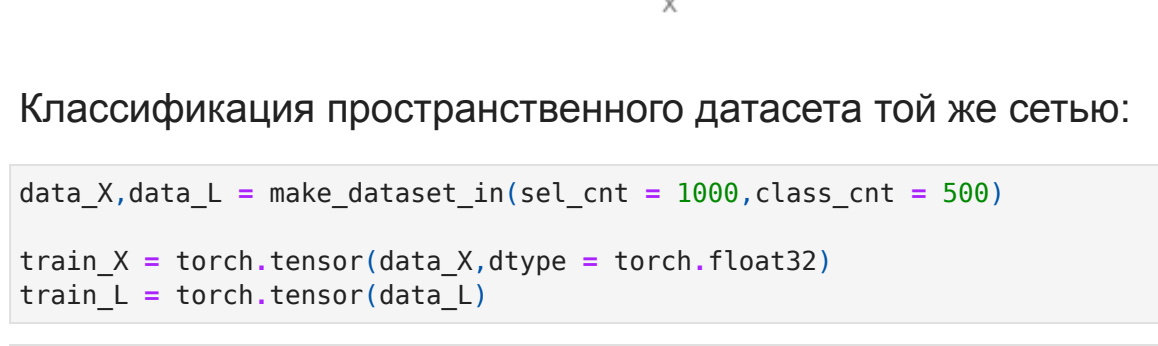 x
Классификация пространственного датасета той же сетью:
data_X,data_L = make_dataset_in(sel_cnt = 1000,class_cnt = 500)
train_X = torch.tensor(data_X,dtype = torch.float32)
train_L = torch.tensor(data_L)